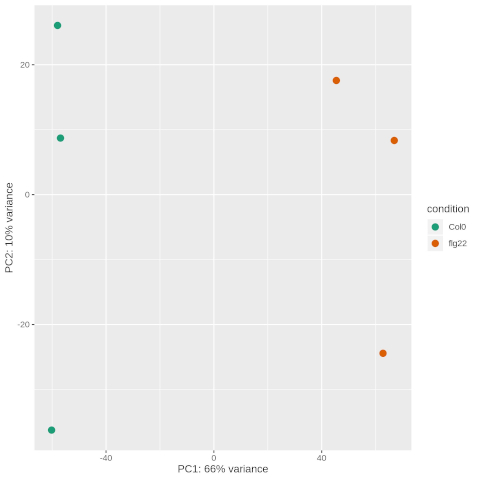 20
0
-20
-40
0
40
PC1: 66% variance
PC2: 10% variance
condition
Col0
flg22